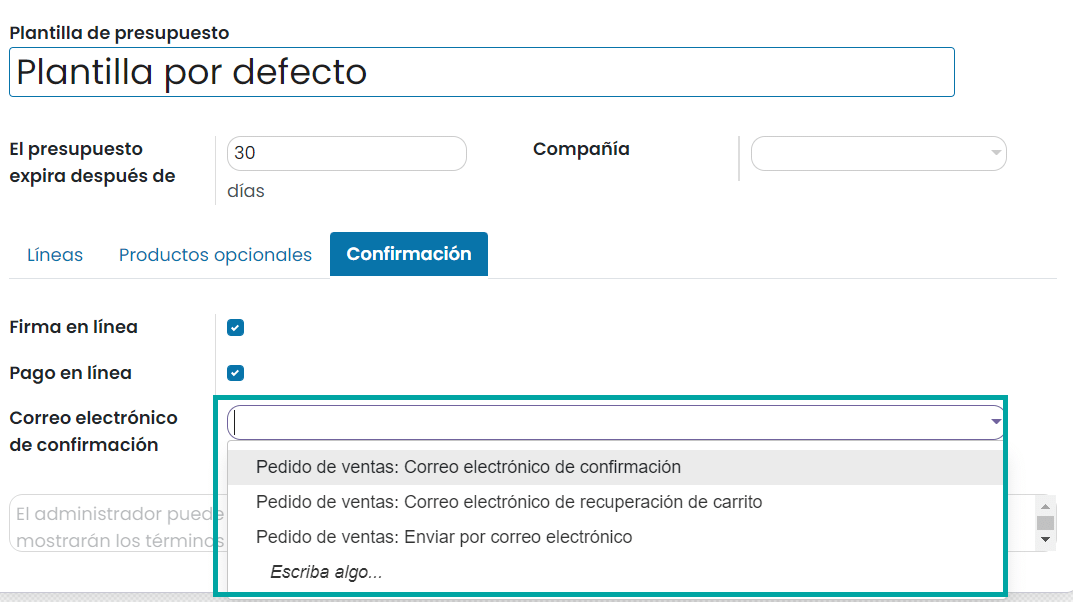 Plantilla de presupuesto
Plantilla por defecto
El presupuesto
expira después de
30
días
Compañía
Líneas
Productos opcionales
Confirmación
Firma en línea
Pago en línea
Correo electrónico
de confirmación
Pedido de ventas: Correo electrónico de confirmación
Pedido de ventas: Correo electrónico de recuperación de carrito
Pedido de ventas: Enviar por correo electrónico
Escriba algo...
El administrador puede
mostrarán los términos